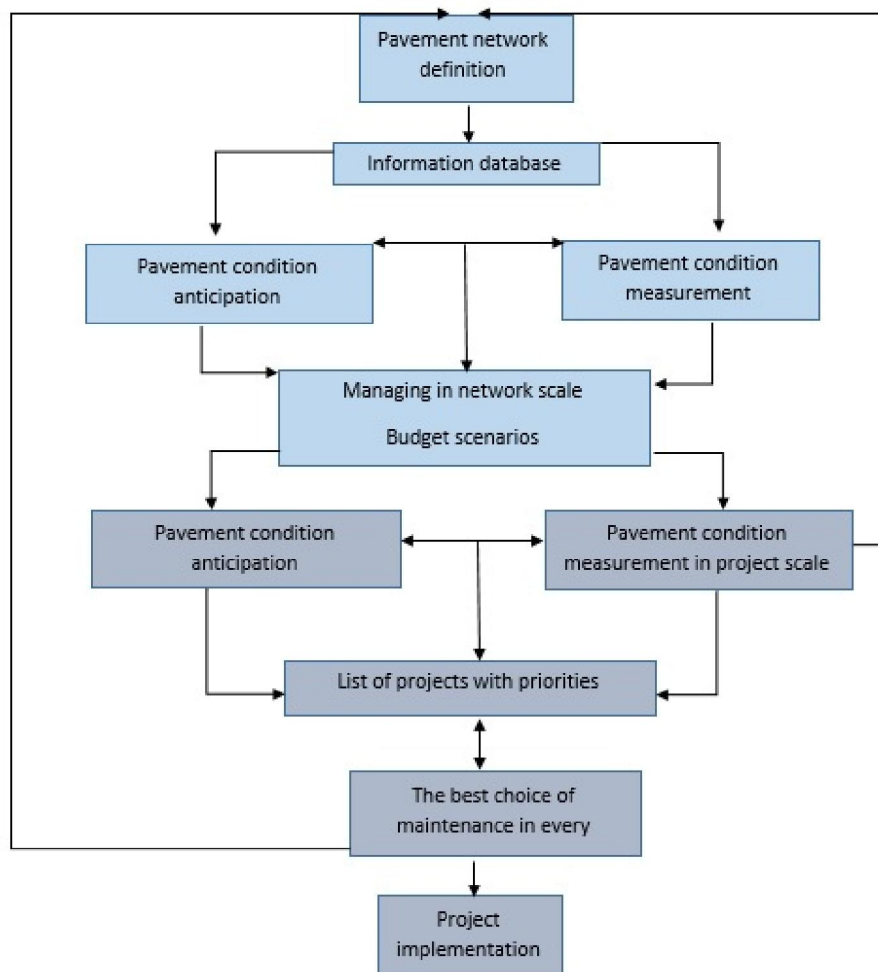 Pavement network
definition
Information database
Pavement condition
anticipation
Pavement condition
measurement
Managing in network scale
Budget scenarios
Pavement condition
anticipation
Pavement condition
measurement in project scale
List of projects with priorities
The best choice of
maintenance in every
Project
implementation